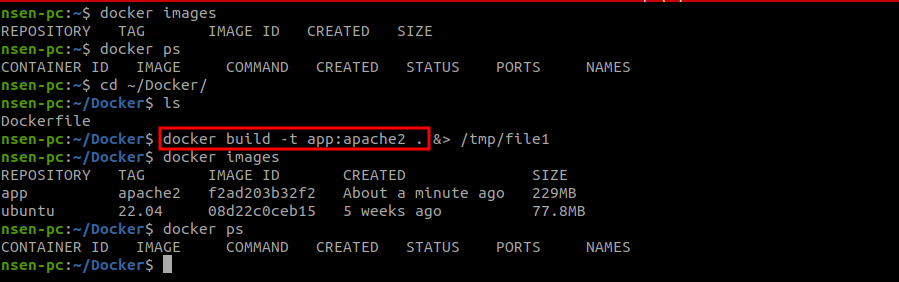 nsen-pc:~$ docker images
REPOSITORY   TAG       IMAGE ID   CREATED   SIZE
nsen-pc:~$ docker ps
CONTAINER ID   IMAGE     COMMAND   CREATED   STATUS    PORTS     NAMES
nsen-pc:~$ cd ~/Docker/
nsen-pc:~/Docker$ ls
Dockerfile
nsen-pc:~/Docker$ docker build -t app:apache2 . &> /tmp/file1
nsen-pc:~/Docker$ docker images
REPOSITORY   TAG       IMAGE ID       CREATED              SIZE
app          apache2   f2ad203b32f2   About a minute ago   229MB
ubuntu       22.04     08d22c0ceb15   5 weeks ago          77.8MB
nsen-pc:~/Docker$ docker ps
CONTAINER ID   IMAGE     COMMAND   CREATED   STATUS    PORTS     NAMES
nsen-pc:~/Docker$